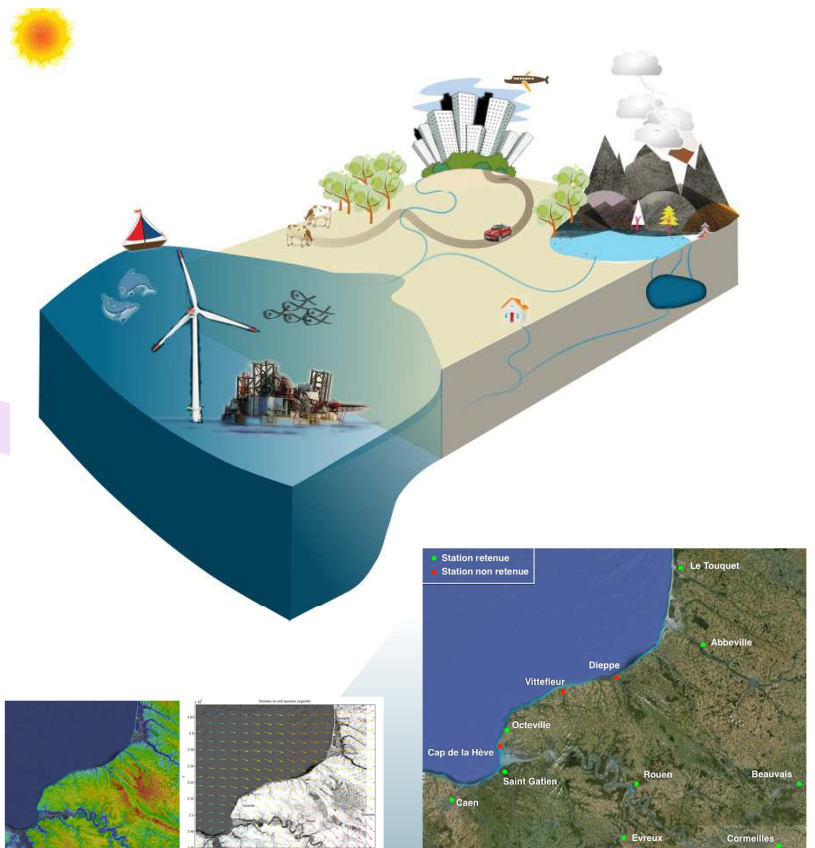 Station retenue
Station non retenue
Le Touquet
Abbeville
Dieppe
Vittefleur
Octeville
Cap de la Hève
Saint Gatien
Rouen
Beauvais
Caen
Evreux
Cormeilles